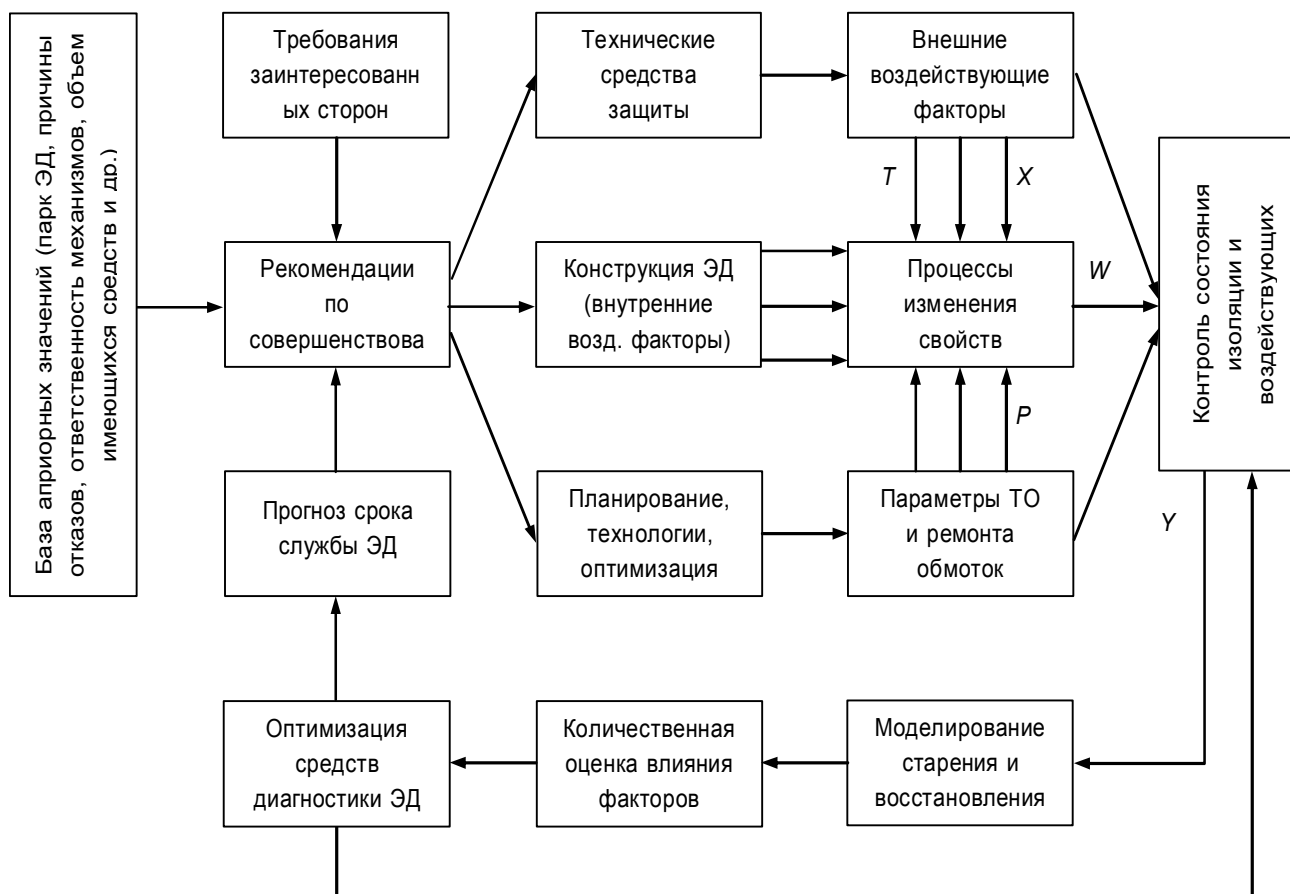 База априорных значений (парк ЭД, причины
отказов, ответственность механизмов, объем
имеющихся средств и др.)
Требования
заинтересованн
ых сторон
Технические
средства
защиты
Внешние
воздействующие
факторы
T
X
Рекомендации
по
совершенствова
Конструкция ЭД
(внутренние
возд. факторы)
Процессы
изменения
свойств
W
Контроль состояния
изоляции и
воздействующих
P
Прогноз срока
службы ЭД
Планирование,
технологии,
оптимизация
Параметры ТО
и ремонта
обмоток
Y
Оптимизация
средств
диагностики ЭД
Количественная
оценка влияния
факторов
Моделирование
старения и
восстановления